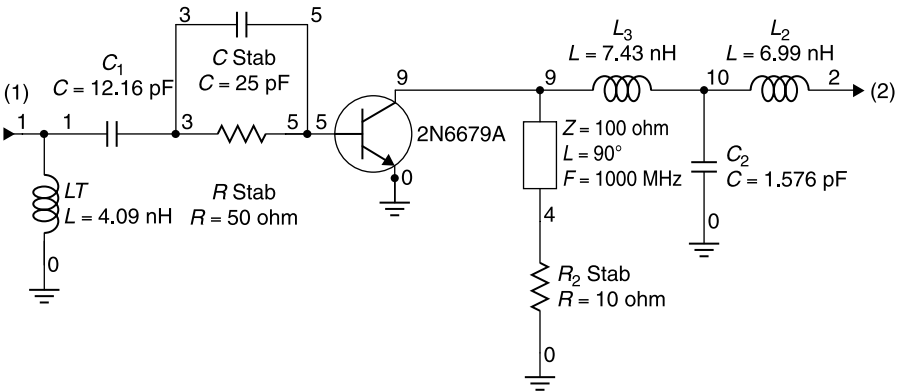 3
5
C Stab
C = 25 pF
C1
C = 12.16 pF
(1)
1
1
3
5
5
R Stab
R = 50 ohm
LT
L = 4.09 nH
0
2N6679A
0
9
9
L3
L = 7.43 nH
10
L2
L = 6.99 nH
2
(2)
Z = 100 ohm
L = 90°
F = 1000 MHz
4
R2 Stab
R = 10 ohm
0
C2
C = 1.576 pF
0